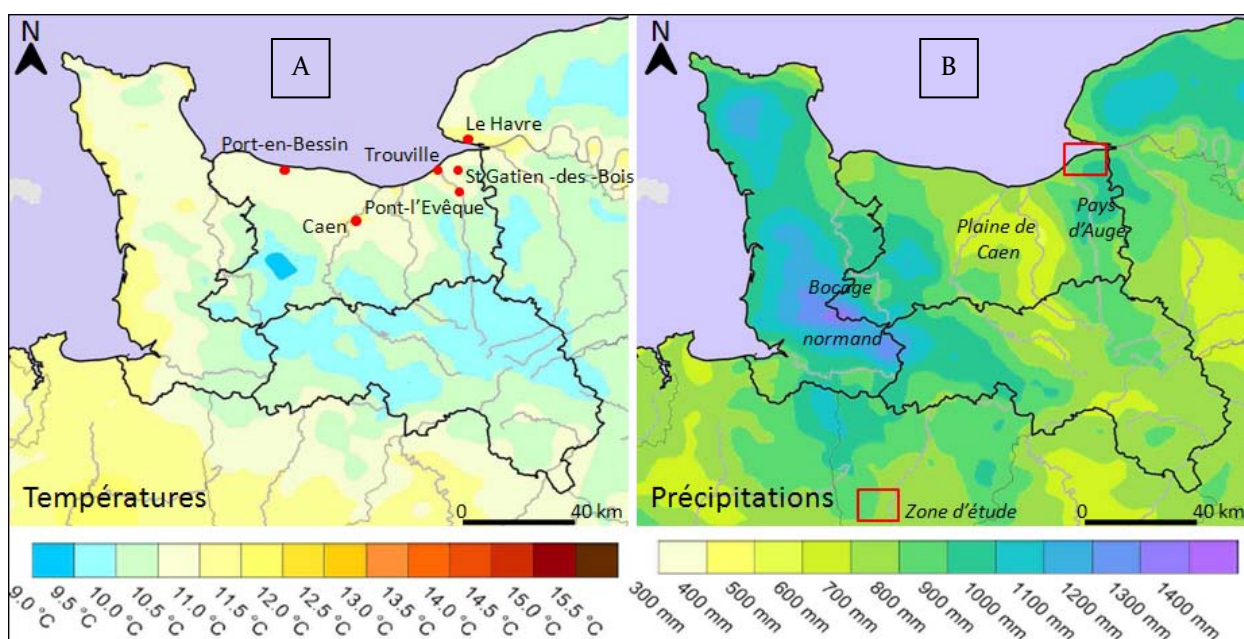 N
A
Le Havre
Port-en-Bessin
Trouville
St Gatien -des -Bois
Pont-l’Evêque
Caen
Températures
0 40 km
9.0 °C
9.5 °C
10.0 °C
10.5 °C
11.0 °C
11.5 °C
12.0 °C
12.5 °C
13.0 °C
13.5 °C
14.0 °C
14.5 °C
15.0 °C
15.5 °C
N
B
Pays
d’Auge
Plaine de
Caen
Bocage
normand
Précipitations
Zone d’étude
0 40 km
300 mm
400 mm
500 mm
600 mm
700 mm
800 mm
900 mm
1000 mm
1100 mm
1200 mm
1300 mm
1400 mm